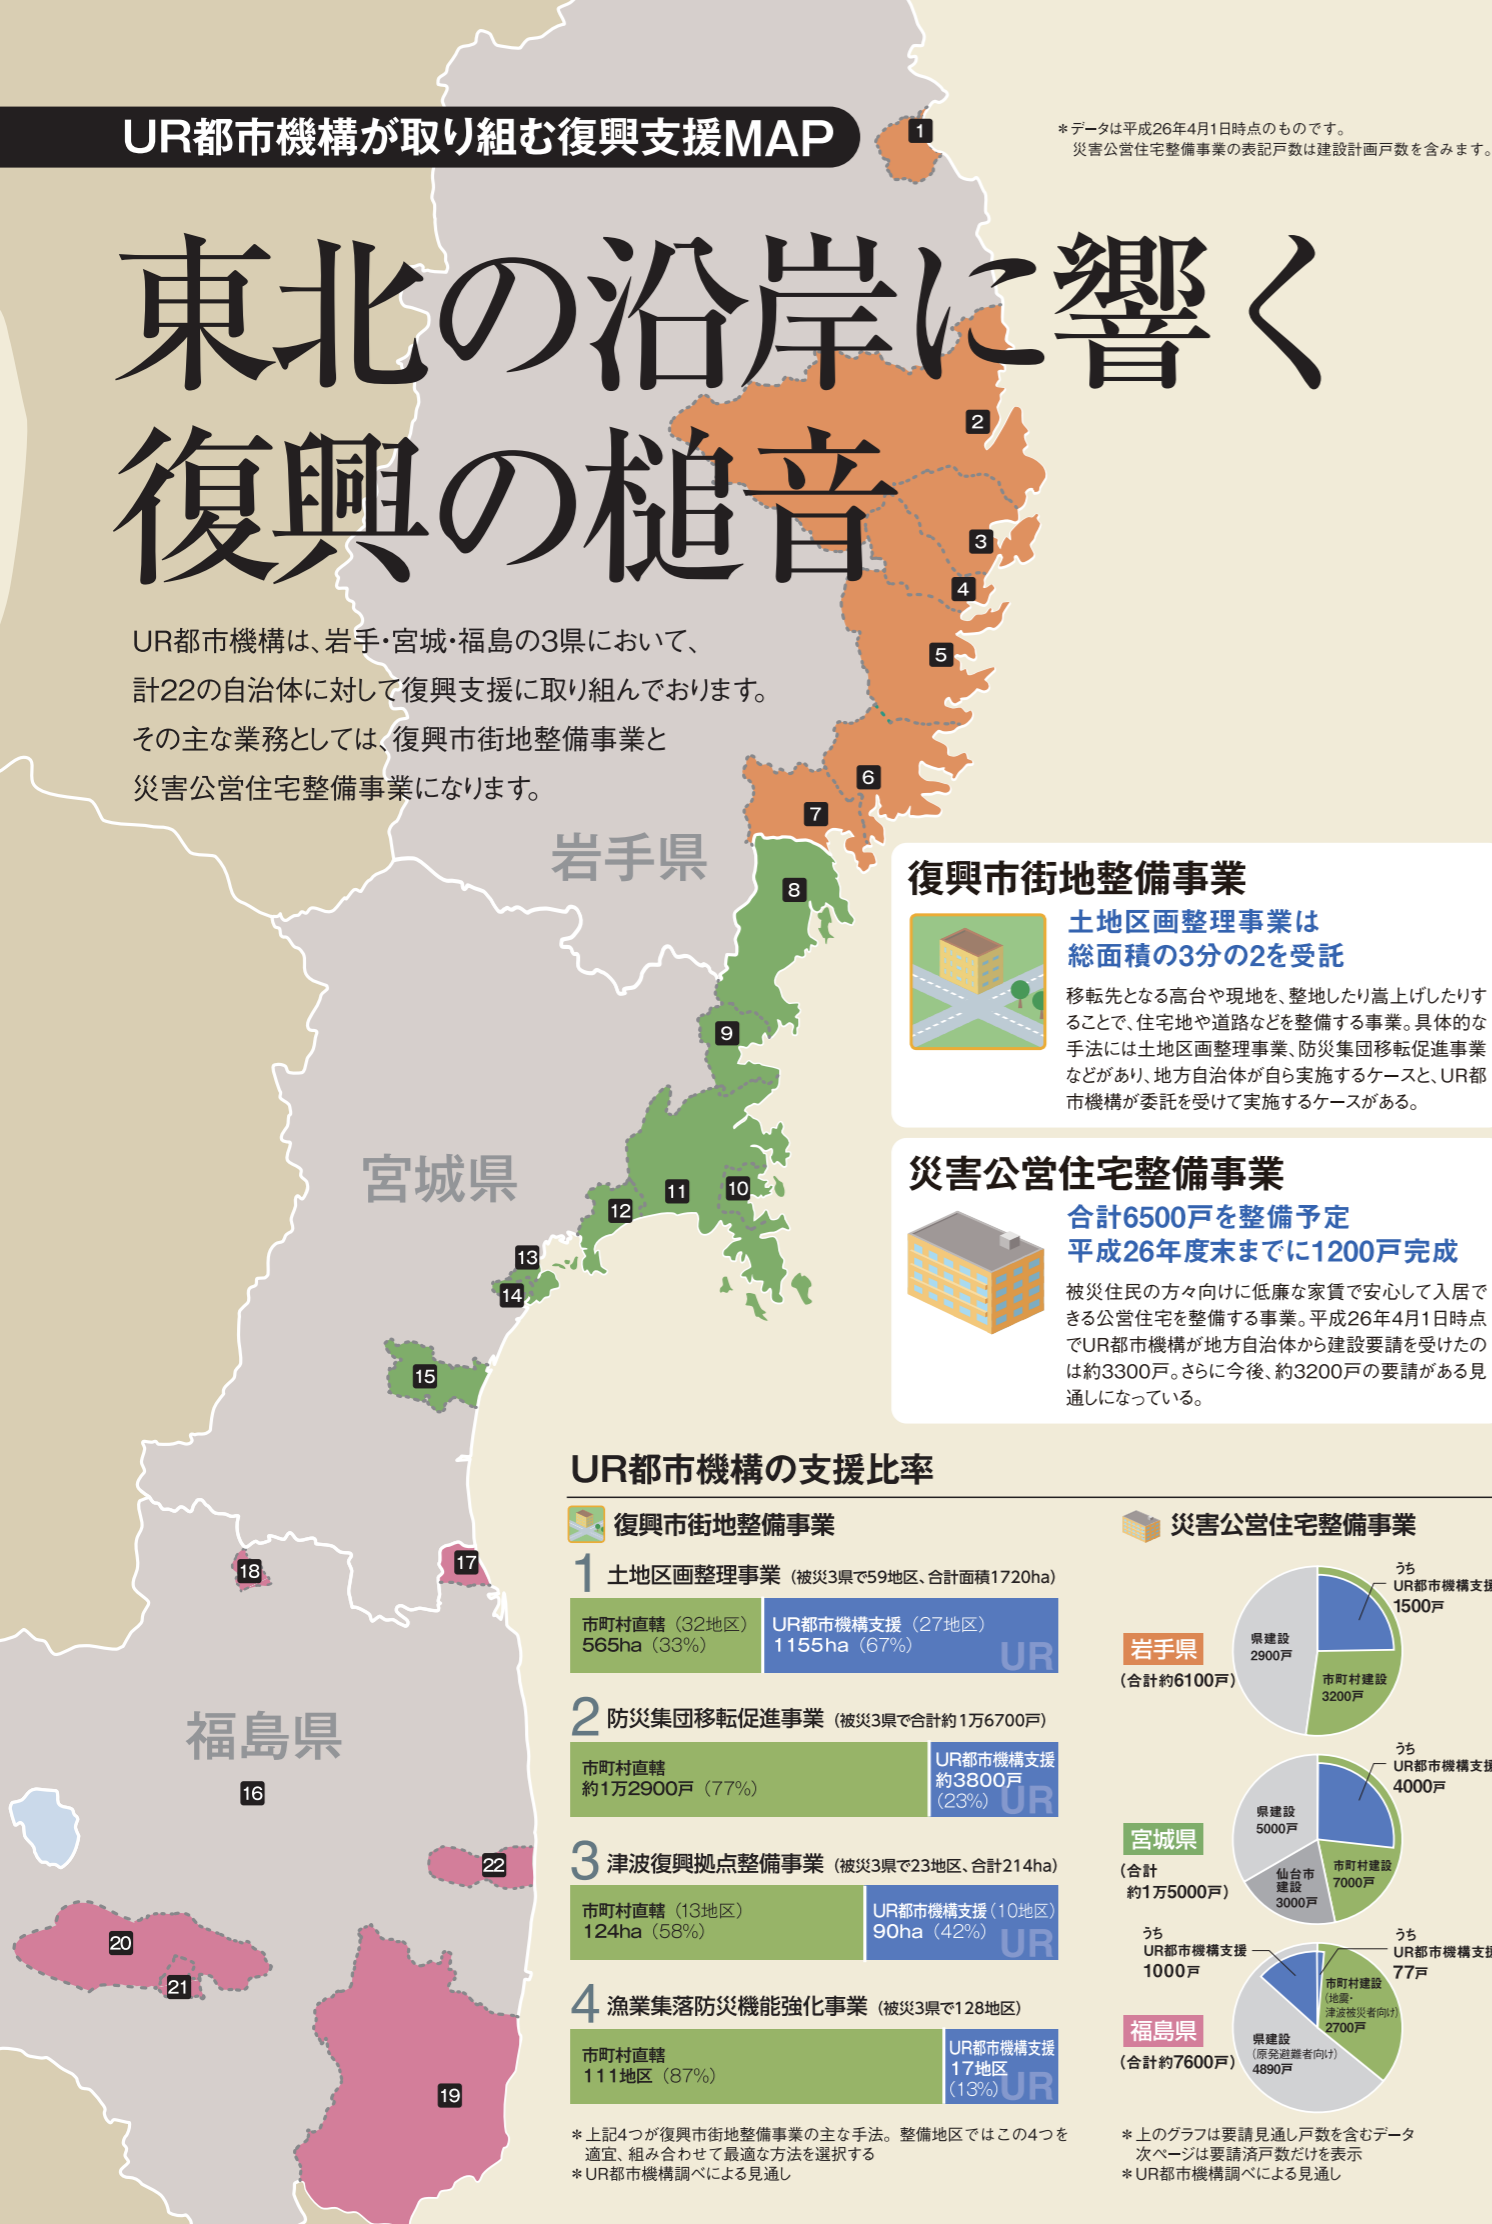 UR都市機構が取り組む復興支援MAP
＊データは平成26年4月1日時点のものです。
災害公営住宅整備事業の表記戸数は建設計画戸数を含みます。
東北の沿岸に響く
復興の槌音
UR都市機構は、岩手・宮城・福島の3県において、
計22の自治体に対して復興支援に取り組んでおります。
その主な業務としては、復興市街地整備事業と
災害公営住宅整備事業になります。
1
2
3
4
5
6
7
岩手県
8
9
10
11
12
13
14
15
宮城県
16
17
18
19
20
21
22
福島県
復興市街地整備事業
土地区画整理事業は
総面積の3分の2を受託
移転先となる高台や現地を、整地したり嵩上げしたりす
ることで、住宅地や道路などを整備する事業。具体的な
手法には土地区画整理事業、防災集団移転促進事業
などがあり、地方自治体が自ら実施するケースと、UR都
市機構が委託を受けて実施するケースがある。
災害公営住宅整備事業
合計6500戸を整備予定
平成26年度末までに1200戸完成
被災住民の方々向けに低廉な家賃で安心して入居で
きる公営住宅を整備する事業。平成26年4月1日時点
でUR都市機構が地方自治体から建設要請を受けたの
は約3300戸。さらに今後、約3200戸の要請がある見
通しになっている。
UR都市機構の支援比率
復興市街地整備事業
1 土地区画整理事業（被災3県で59地区、合計面積1720ha）
市町村直轄（32地区）
565ha（33%）
UR都市機構支援（27地区）
1155ha（67%）
UR
2 防災集団移転促進事業（被災3県で合計約1万6700戸）
市町村直轄
約1万2900戸（77%）
UR都市機構支援
約3800戸
（23%）
UR
3 津波復興拠点整備事業（被災3県で23地区、合計214ha）
市町村直轄（13地区）
124ha（58%）
UR都市機構支援（10地区）
90ha（42%）
UR
4 漁業集落防災機能強化事業（被災3県で128地区）
市町村直轄
111地区（87%）
UR都市機構支援
17地区
（13%）
UR
＊上記4つが復興市街地整備事業の主な手法。整備地区ではこの4つを
適宜、組み合わせて最適な方法を選択する
＊UR都市機構調べによる見通し
災害公営住宅整備事業
岩手県
（合計約6100戸）
県建設
2900戸
うち
UR都市機構支援
1500戸
市町村建設
3200戸
宮城県
（合計
約1万5000戸）
県建設
5000戸
うち
UR都市機構支援
4000戸
市町村建設
7000戸
仙台市
建設
3000戸
福島県
（合計約7600戸）
うち
UR都市機構支援
1000戸
うち
UR都市機構支援
77戸
市町村建設
（地震・
津波被災者向け）
2700戸
県建設
（原発避難者向け）
4890戸
＊上のグラフは要請見通し戸数を含むデータ
次ページは要請済戸数だけを表示
＊UR都市機構調べによる見通し